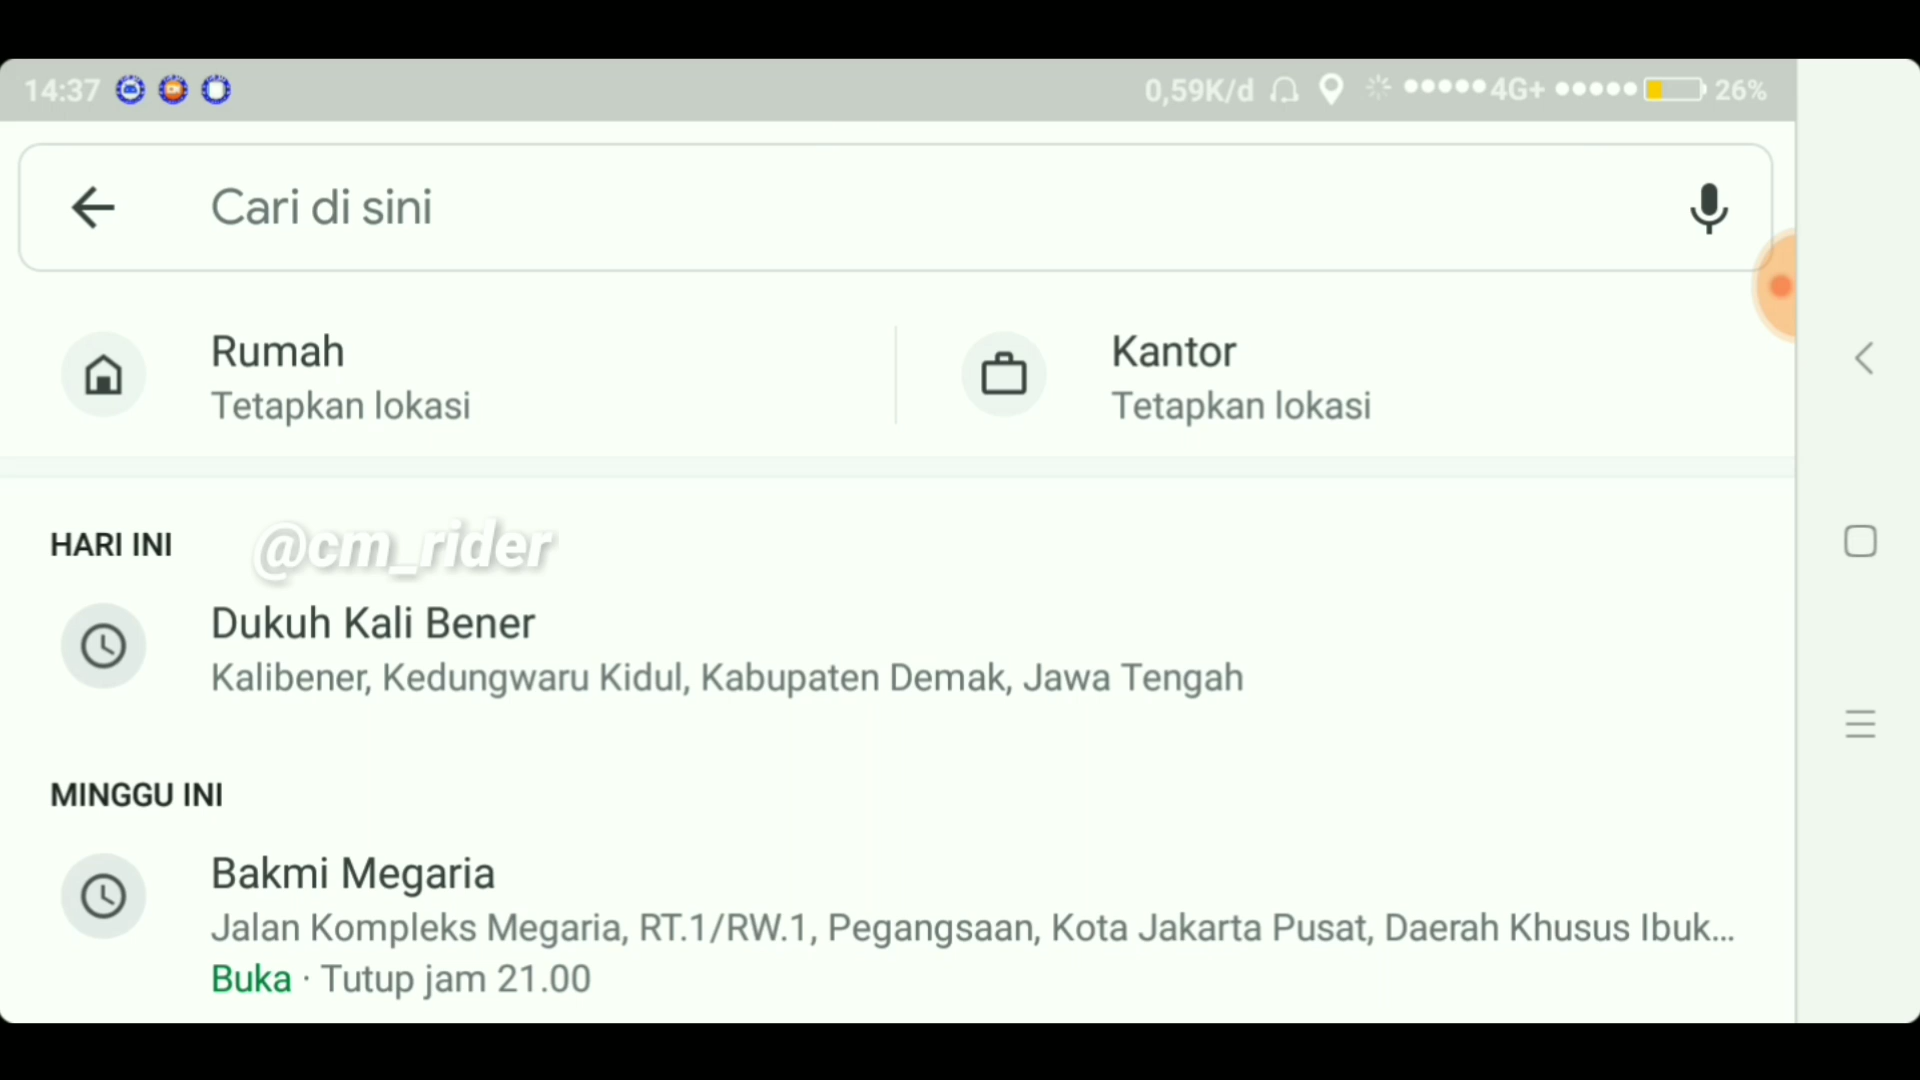 14:37 0,59K/d 4G+ 26%
Cari di sini
Rumah
Tetapkan lokasi
Kantor
Tetapkan lokasi
HARI INI
@cm_rider
Dukuh Kali Bener
Kalibener, Kedungwaru Kidul, Kabupaten Demak, Jawa Tengah
MINGGU INI
Bakmi Megaria
Jalan Kompleks Megaria, RT.1/RW.1, Pegangsaan, Kota Jakarta Pusat, Daerah Khusus Ibuk...
Buka · Tutup jam 21.00